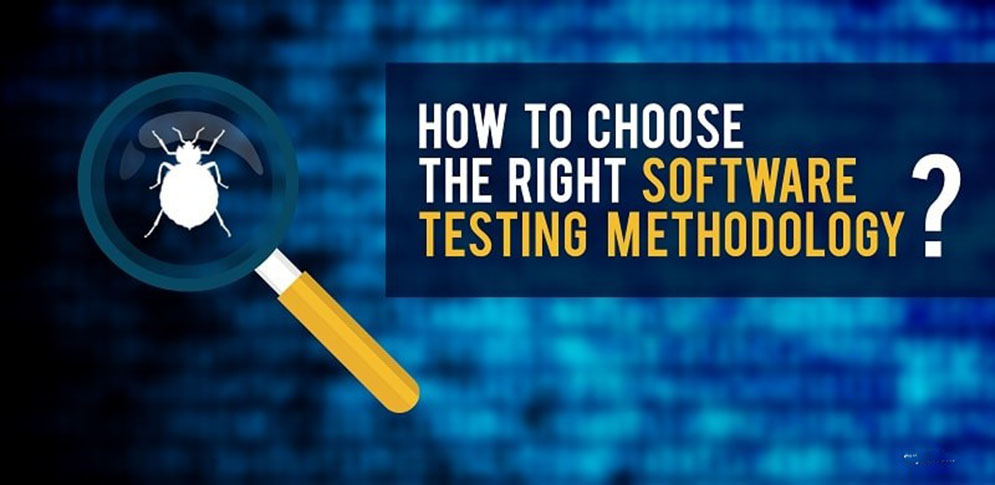 HOW TO CHOOSE
THE RIGHT SOFTWARE
TESTING METHODOLOGY ?